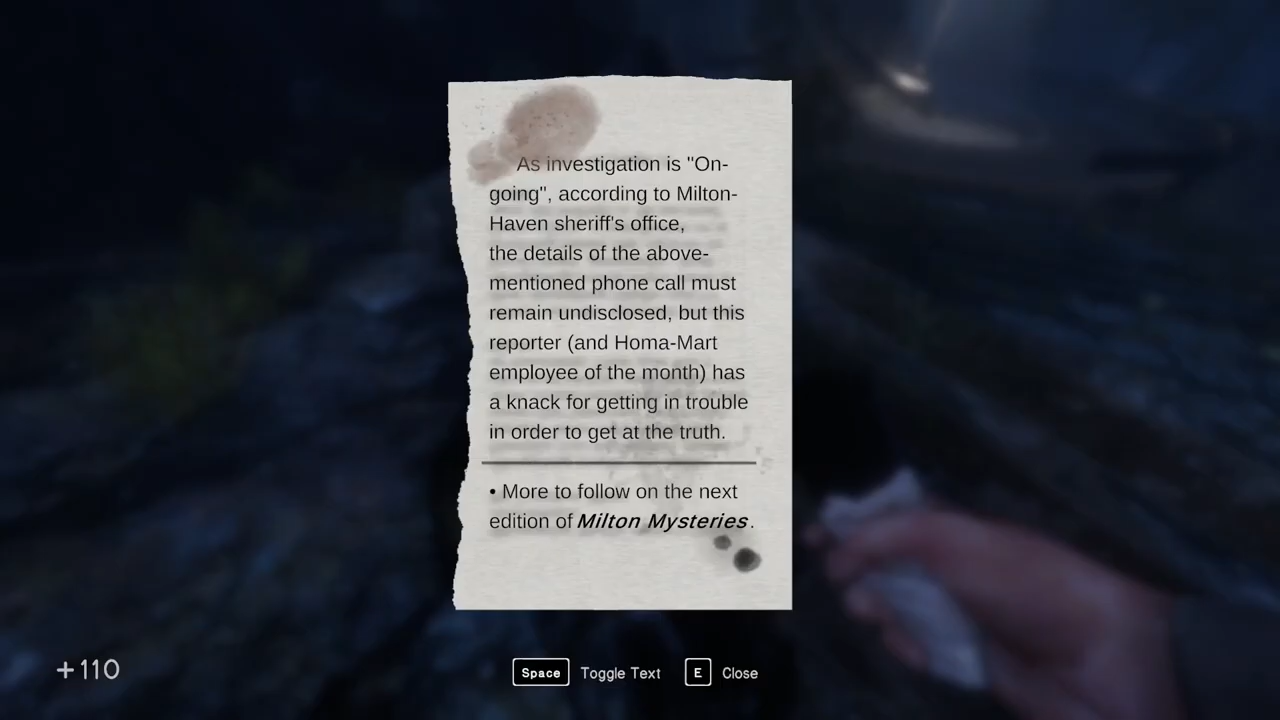 As investigation is "On-
going", according to Milton-
Haven sheriff's office,
the details of the above-
mentioned phone call must
remain undisclosed, but this
reporter (and Homa-Mart
employee of the month) has
a knack for getting in trouble
in order to get at the truth.
• More to follow on the next
edition of Milton Mysteries.
+110
Space Toggle Text E Close